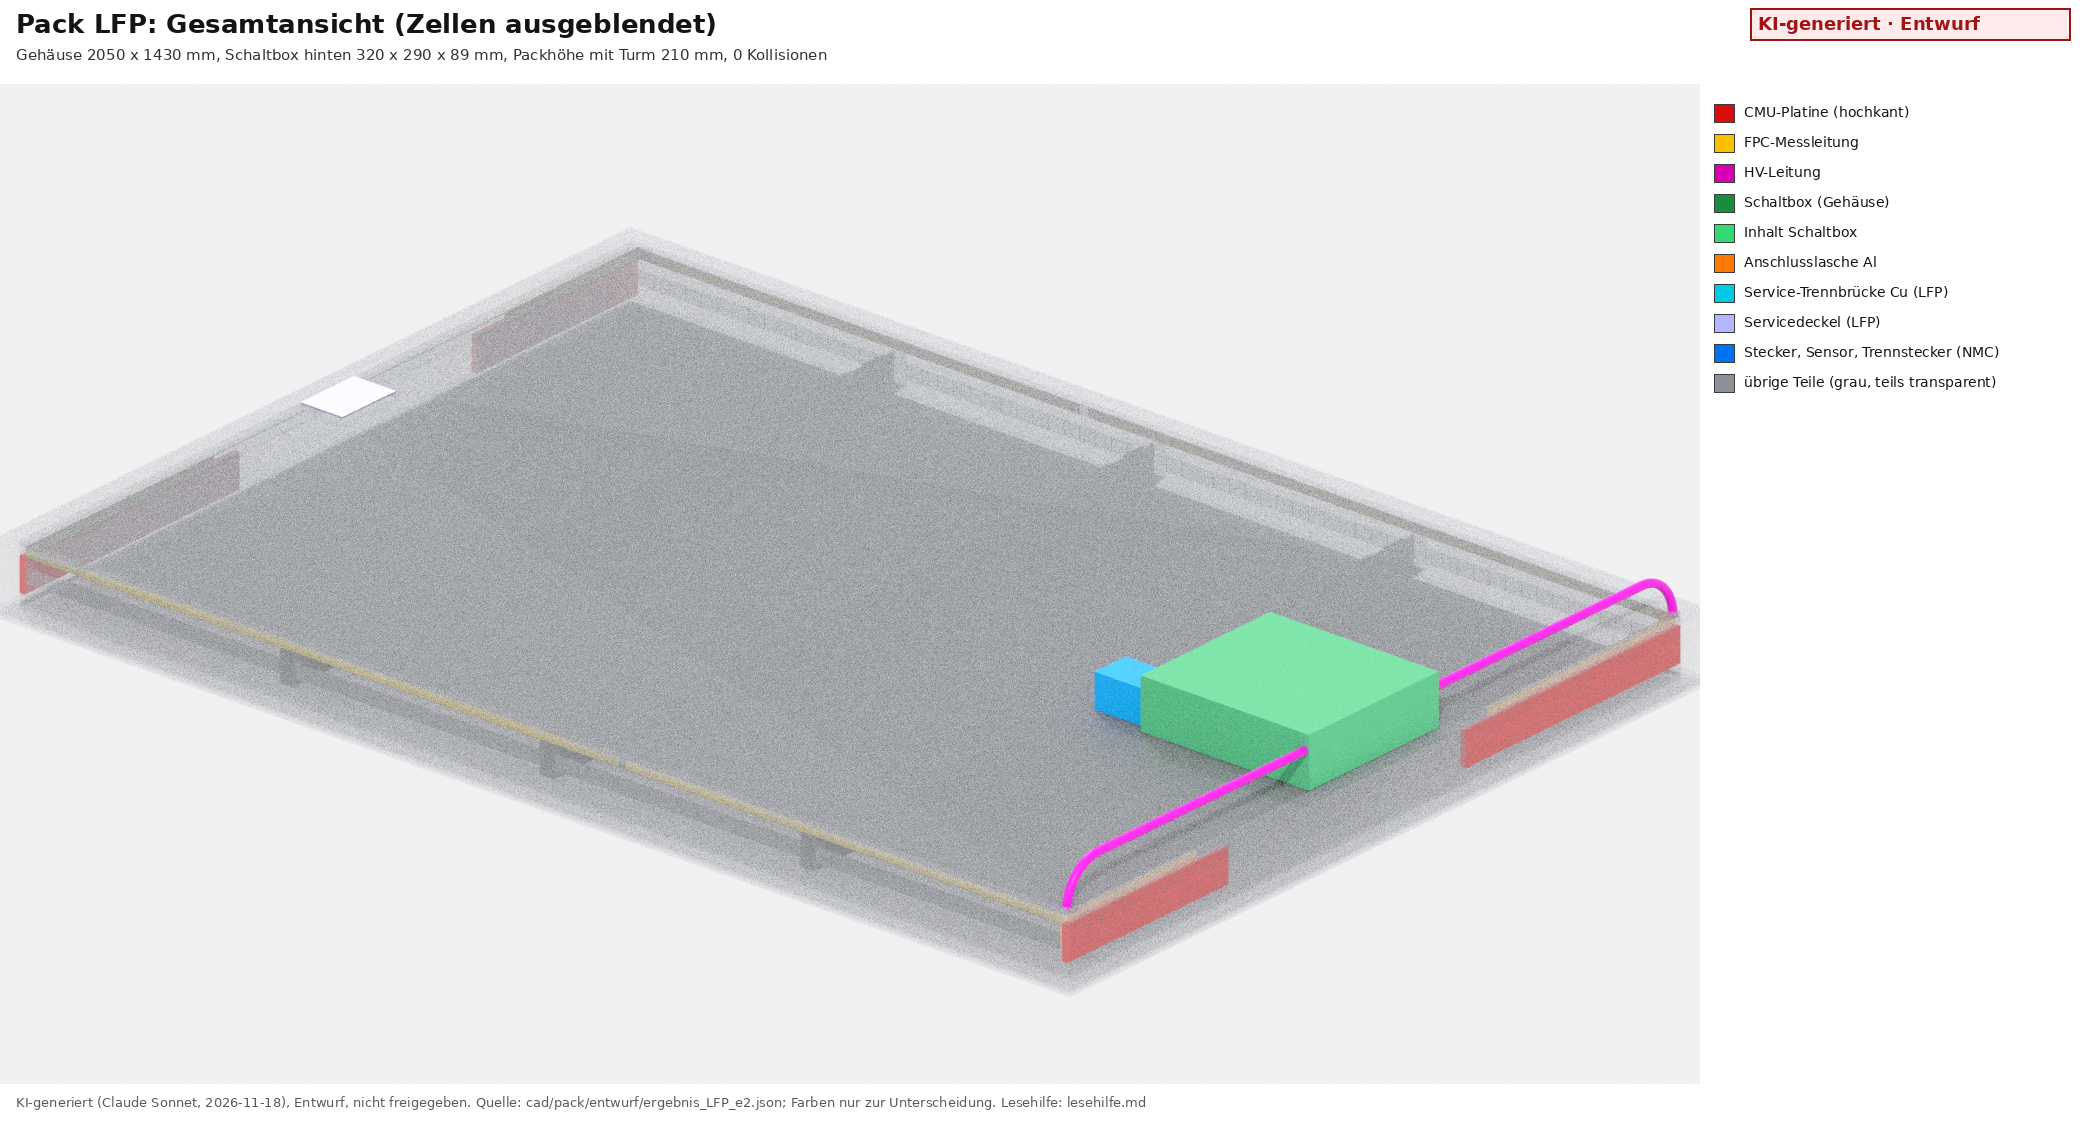 Pack LFP: Gesamtansicht (Zellen ausgeblendet)
KI-generiert · Entwurf
Gehäuse 2050 x 1430 mm, Schaltbox hinten 320 x 290 x 89 mm, Packhöhe mit Turm 210 mm, 0 Kollisionen
CMU-Platine (hochkant)
FPC-Messleitung
HV-Leitung
Schaltbox (Gehäuse)
Inhalt Schaltbox
Anschlusslasche Al
Service-Trennbrücke Cu (LFP)
Servicedeckel (LFP)
Stecker, Sensor, Trennstecker (NMC)
übrige Teile (grau, teils transparent)
KI-generiert (Claude Sonnet, 2026-11-18), Entwurf, nicht freigegeben. Quelle: cad/pack/entwurf/ergebnis_LFP_e2.json; Farben nur zur Unterscheidung. Lesehilfe: lesehilfe.md